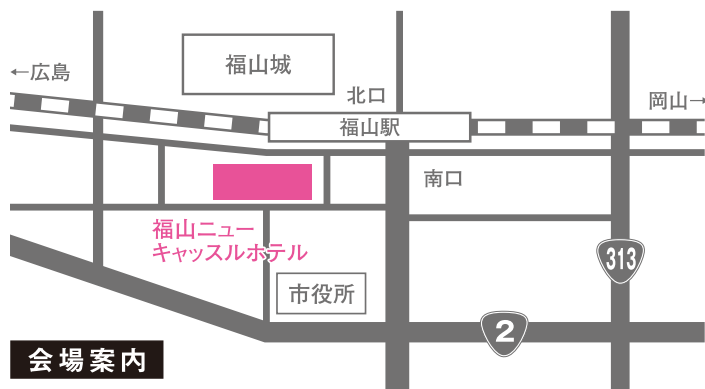 福山城
←広島
北口
岡山→
福山駅
南口
福山ニュー
キャッスルホテル
313
市役所
2
会場案内